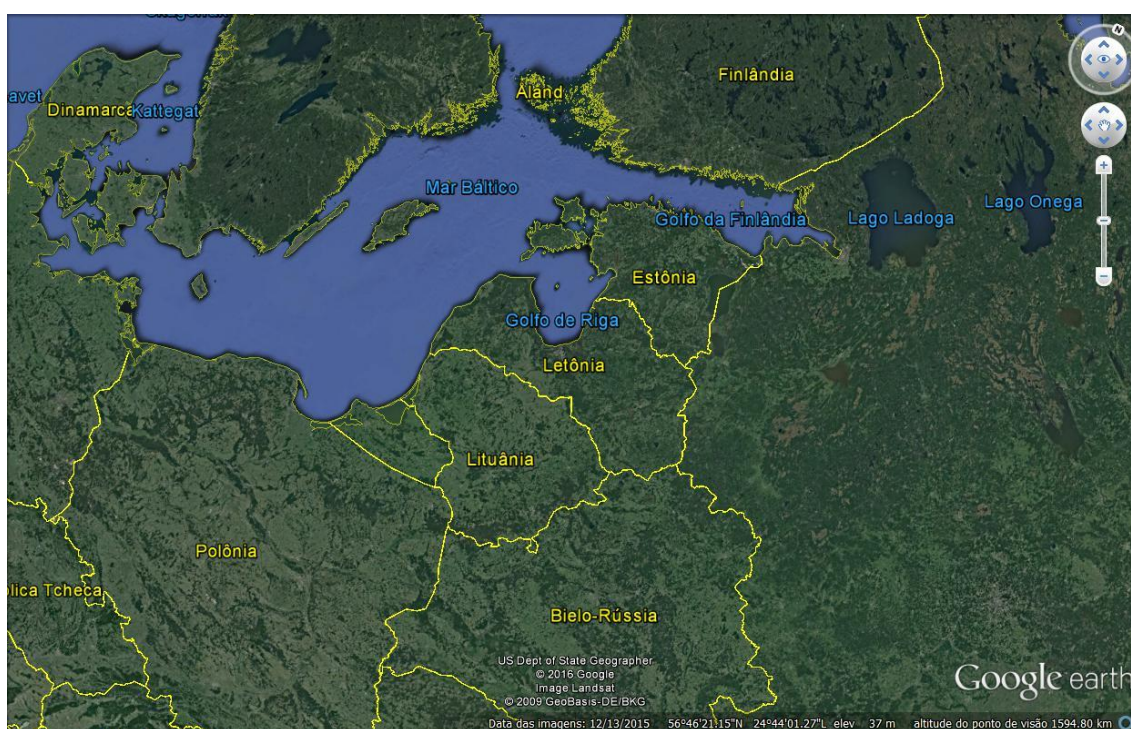 Finlândia
Åland
avet
Dinamarca
Kattegat
Mar Báltico
Lago Onega
Golfo da Finlândia
Lago Ladoga
Estônia
Golfo de Riga
Letônia
Lituânia
Polônia
lica Tcheca
Bielo-Rússia
US Dept of State Geographer
© 2016 Google
Image Landsat
© 2009 GeoBasis-DE/BKG
Google earth
Data das imagens: 12/13/2015 56°46'21.15"N 24°44'01.27"L elev 37 m altitude do ponto de visão 1594.80 km
N